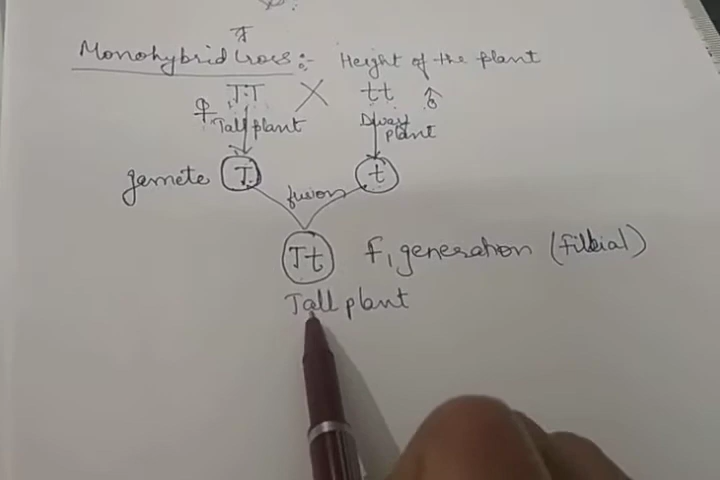 Monohybrid Cross:- Height of the plant
TT X tt
♀ Tall plant Dwarf plant ♂
gamete T t
fusion
Tt F1 generation (filial)
Tall plant